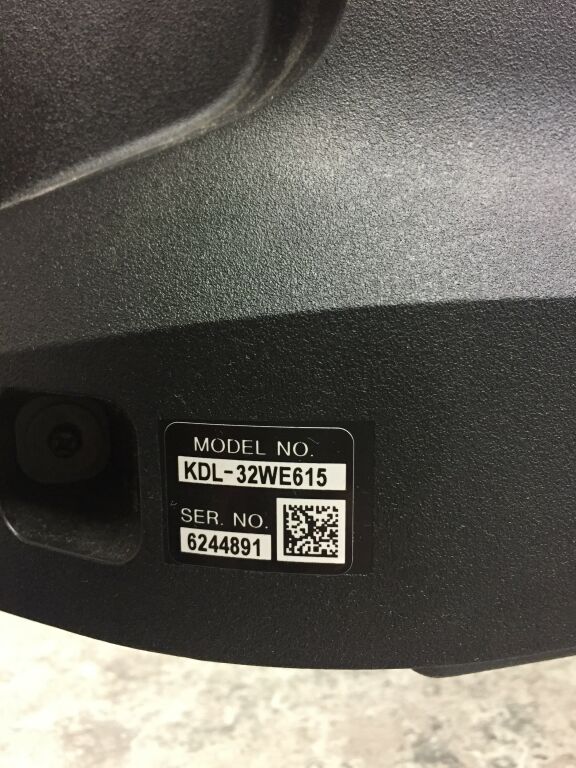 MODEL NO.
KDL-32WE615
SER. NO.
6244891